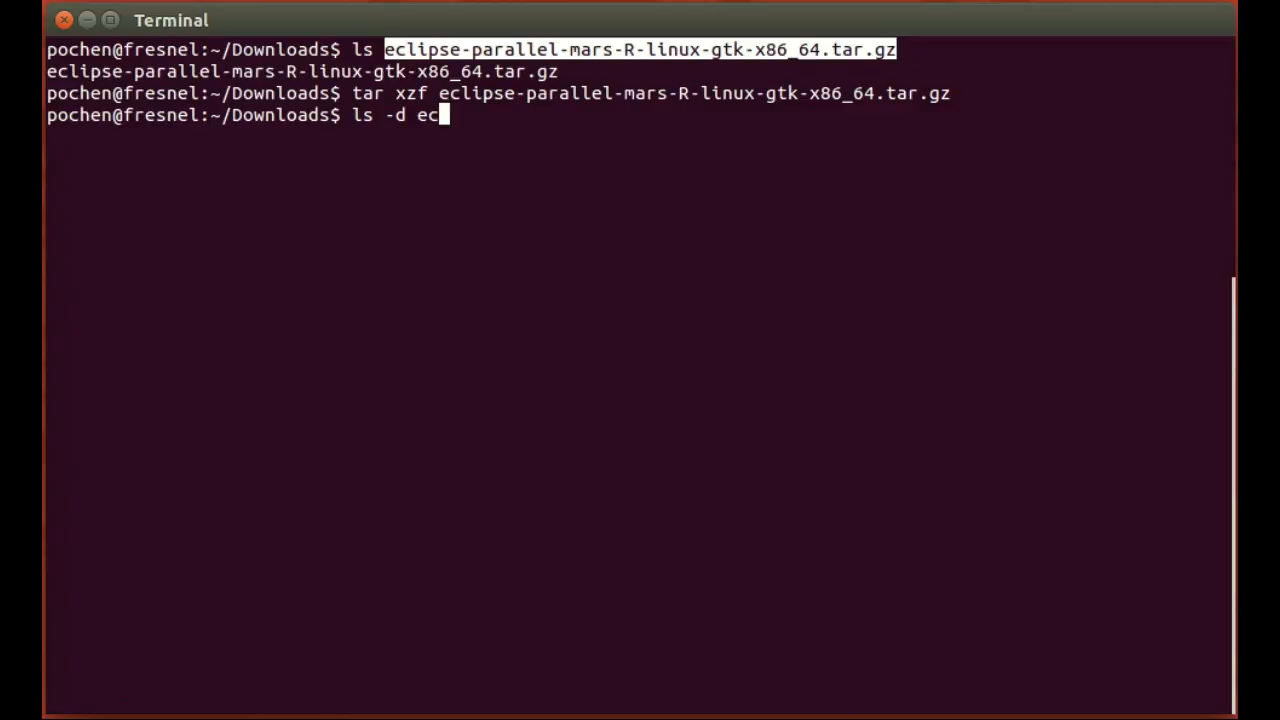 Terminal
pochen@fresnel:~/Downloads$ ls eclipse-parallel-mars-R-linux-gtk-x86_64.tar.gz
eclipse-parallel-mars-R-linux-gtk-x86_64.tar.gz
pochen@fresnel:~/Downloads$ tar xzf eclipse-parallel-mars-R-linux-gtk-x86_64.tar.gz
pochen@fresnel:~/Downloads$ ls -d ec